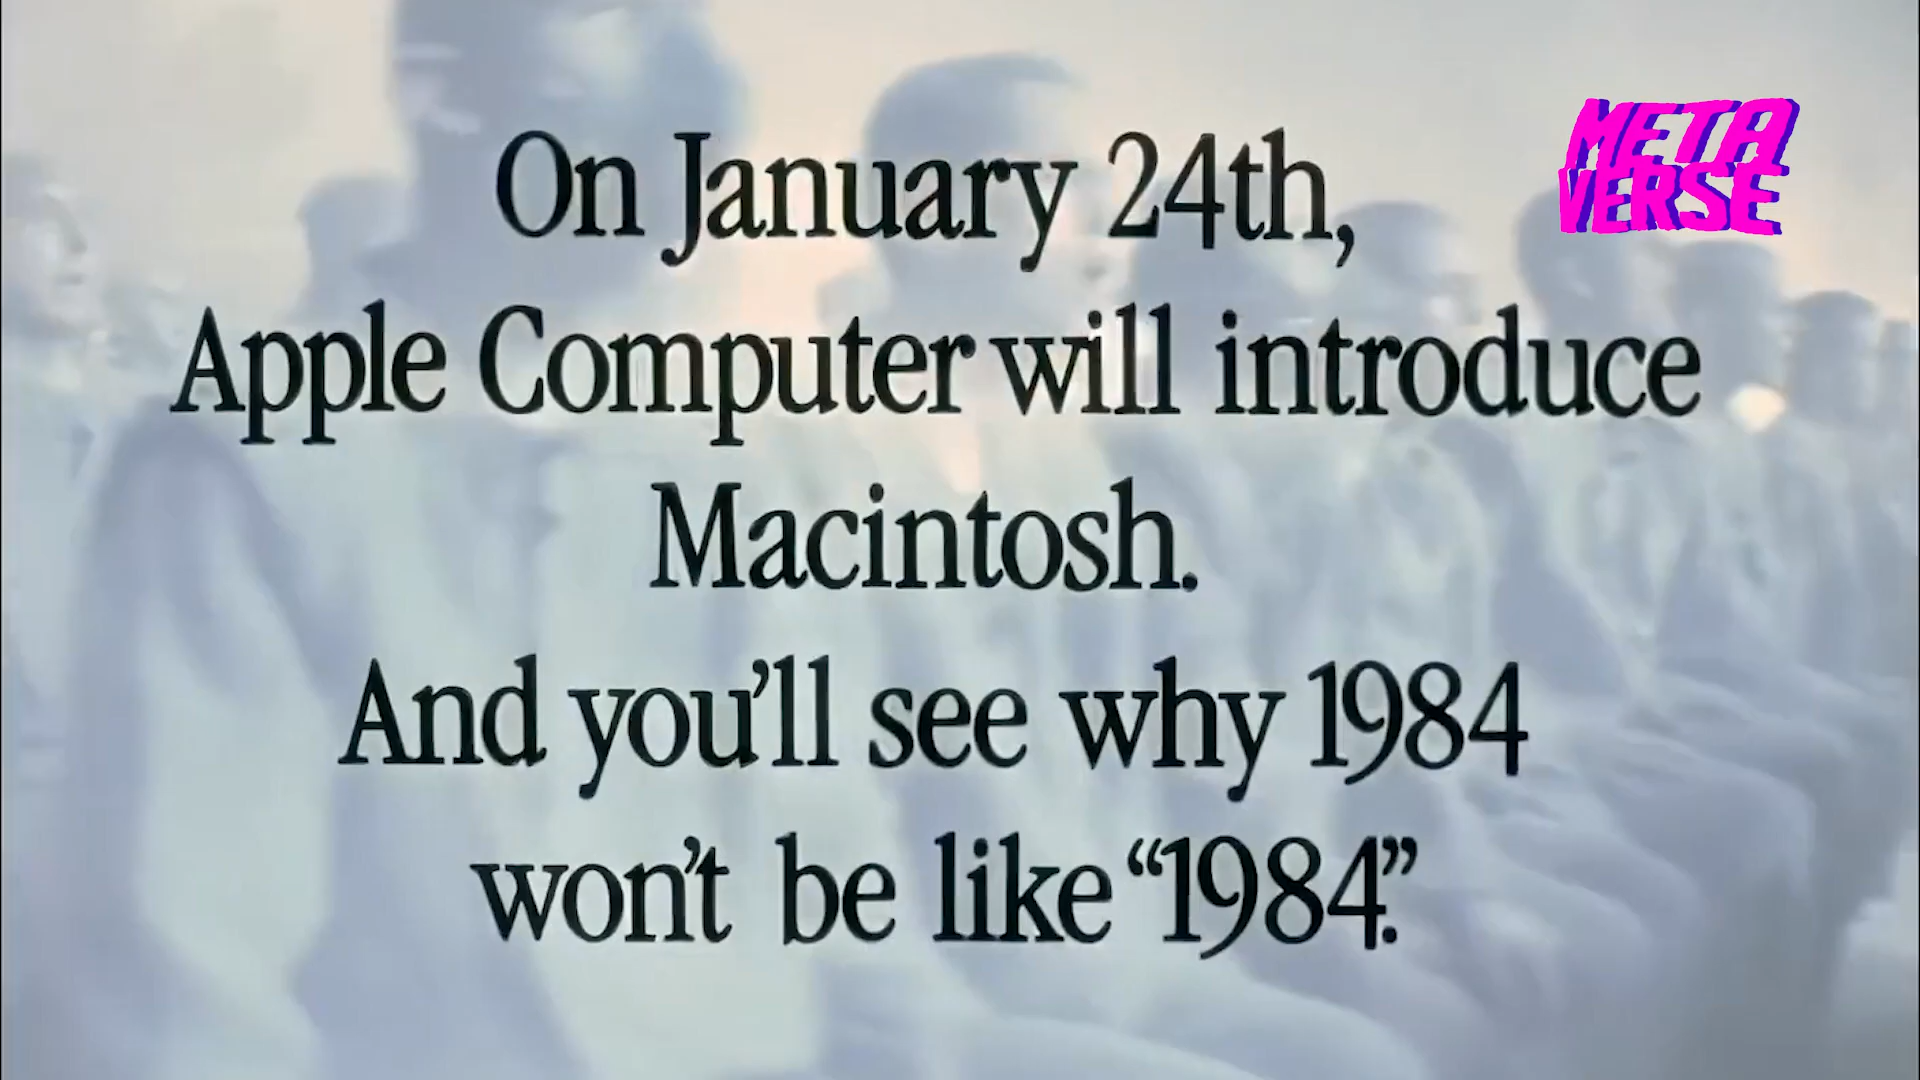 META
VERSE
On January 24th,
Apple Computer will introduce
Macintosh.
And you’ll see why 1984
won’t be like “1984.”